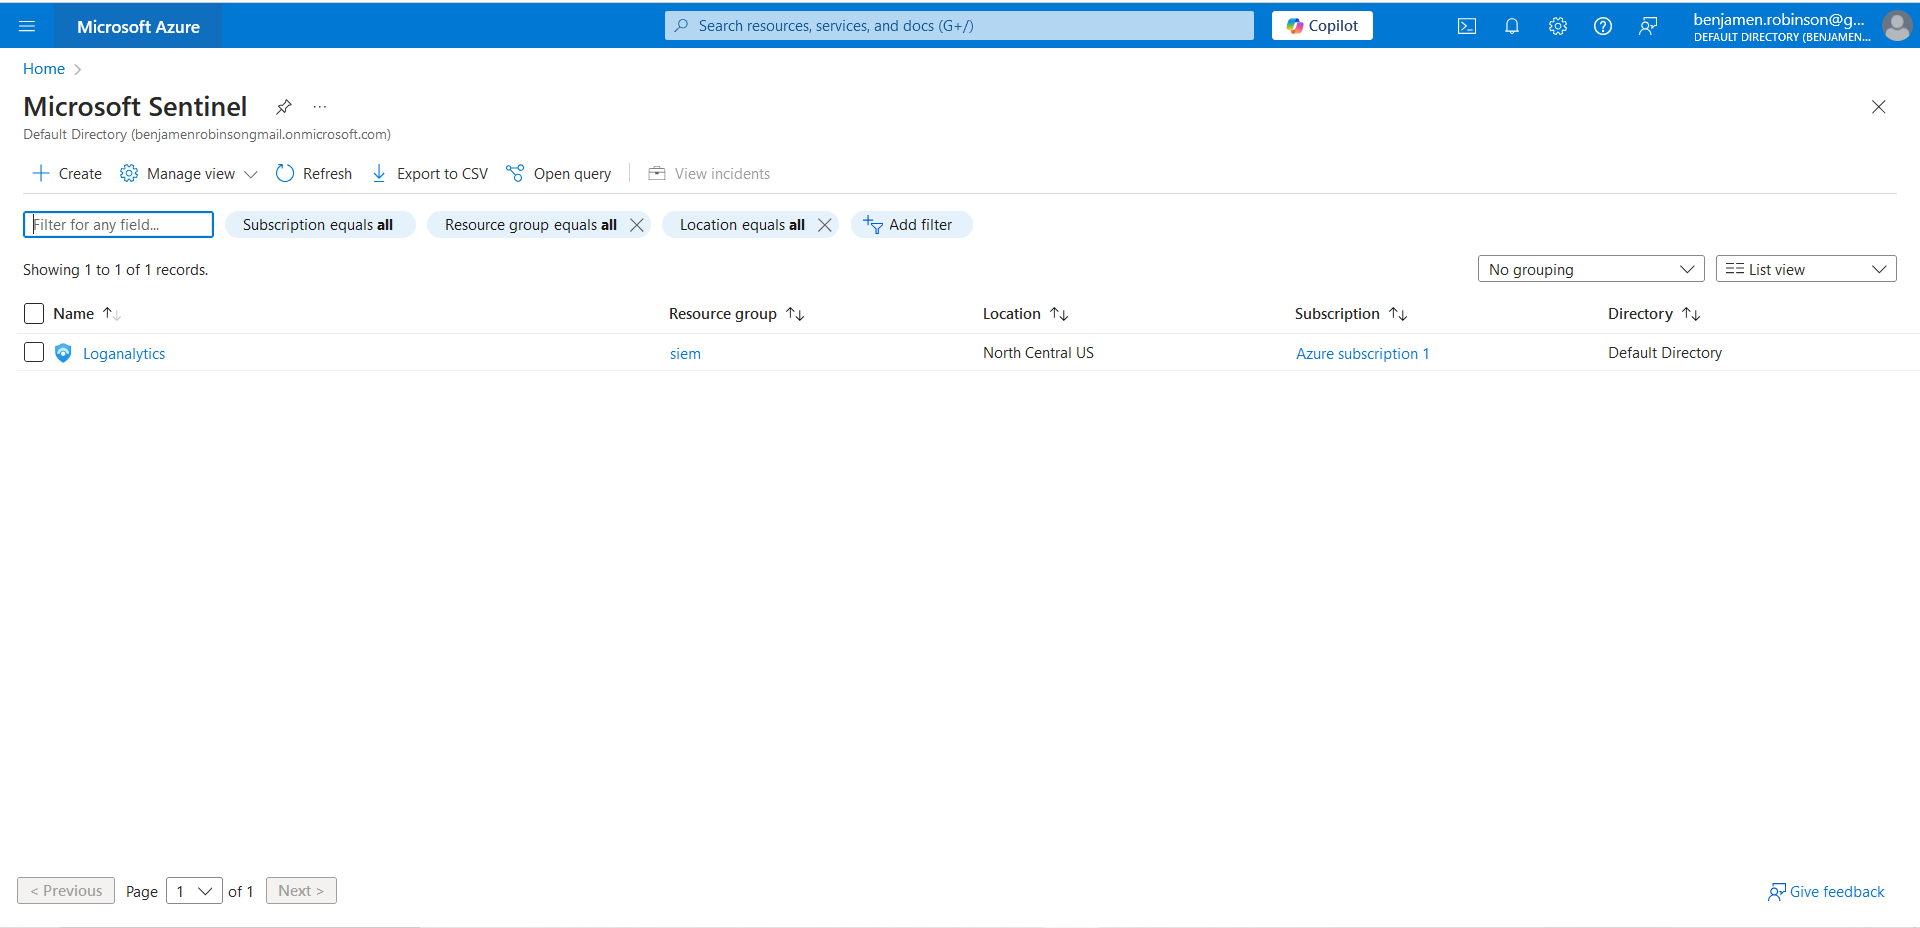 Microsoft Azure
Search resources, services, and docs (G+/)
Copilot
benjamen.robinson@g...
DEFAULT DIRECTORY (BENJAMEN...
Home
Microsoft Sentinel
Default Directory (benjamenrobinsongmail.onmicrosoft.com)
Create Manage view Refresh Export to CSV Open query View incidents
Filter for any field... Subscription equals all Resource group equals all Location equals all Add filter
Showing 1 to 1 of 1 records. No grouping List view
Name Resource group Location Subscription Directory
Loganalytics siem North Central US Azure subscription 1 Default Directory
< Previous Page 1 of 1 Next > Give feedback